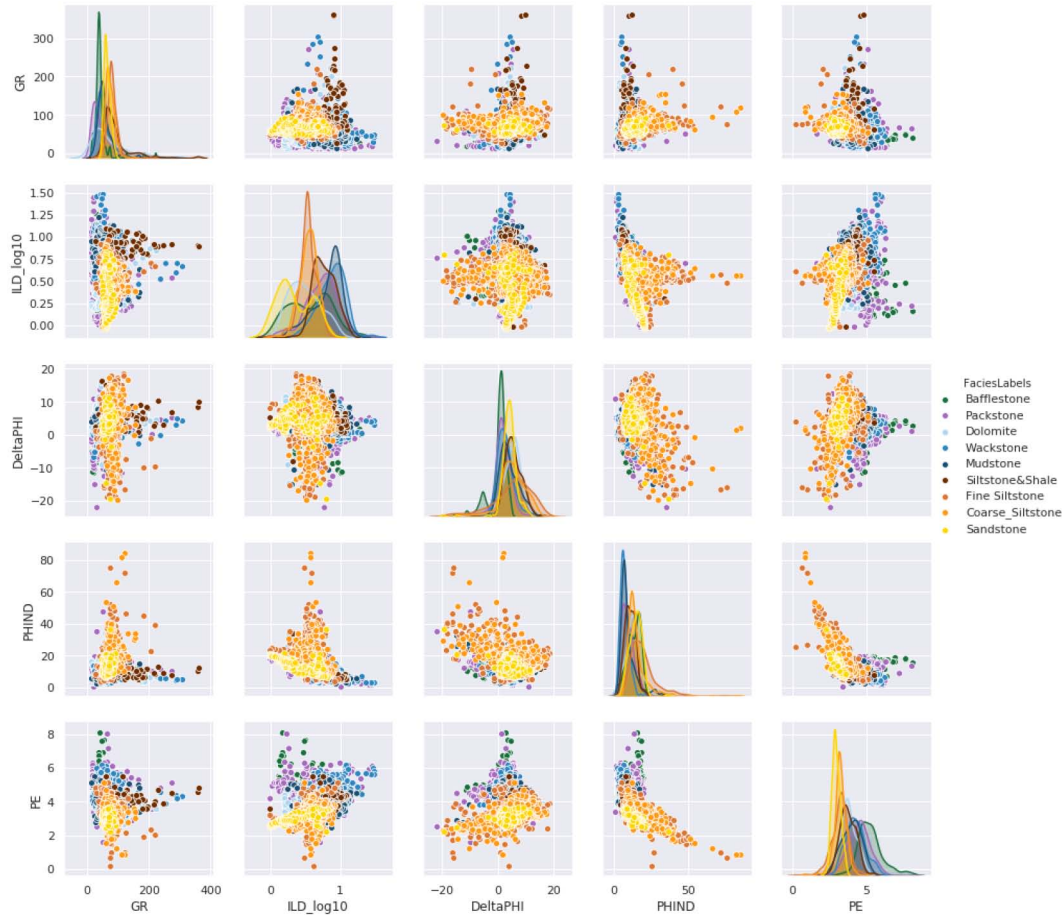 300
200
100
0
GR
1.50
1.25
1.00
0.75
0.50
0.25
0.00
ILD_log10
20
10
0
−10
−20
DeltaPHI
FaciesLabels
Bafflestone
Packstone
Dolomite
Wackstone
Mudstone
Siltstone&Shale
Fine Siltstone
Coarse_Siltstone
Sandstone
80
60
40
20
0
PHIND
8
6
4
2
0
PE
0 200 400
0 1
−20 0 20
0 50
0 5
GR ILD_log10 DeltaPHI PHIND PE